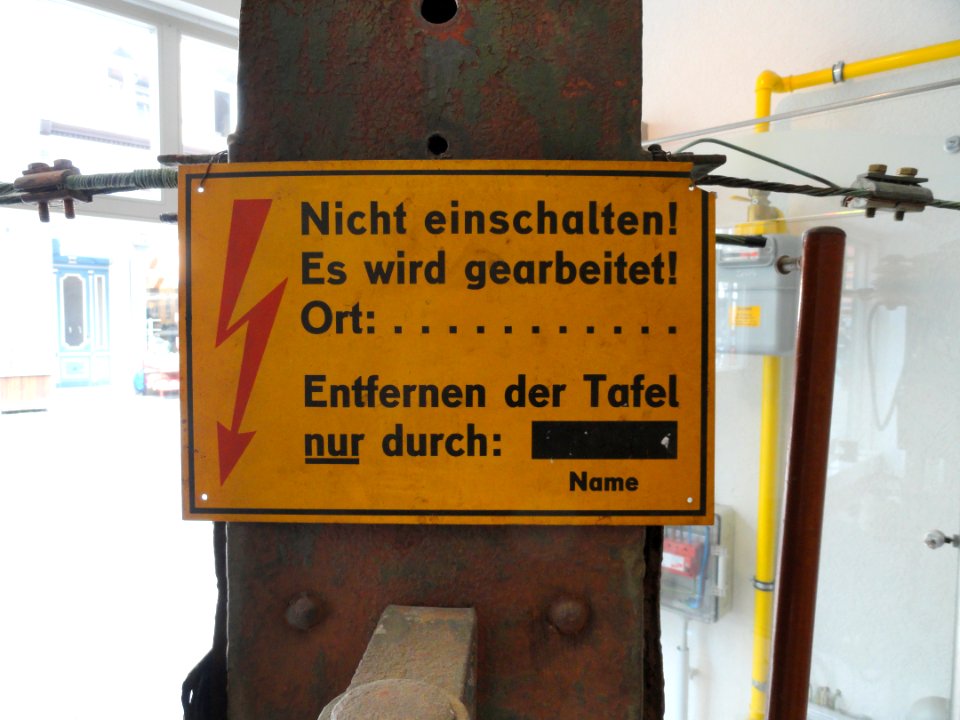 Nicht einschalten!
Es wird gearbeitet!
Ort: . . . . . . . . . . .
Entfernen der Tafel
nur durch:
Name